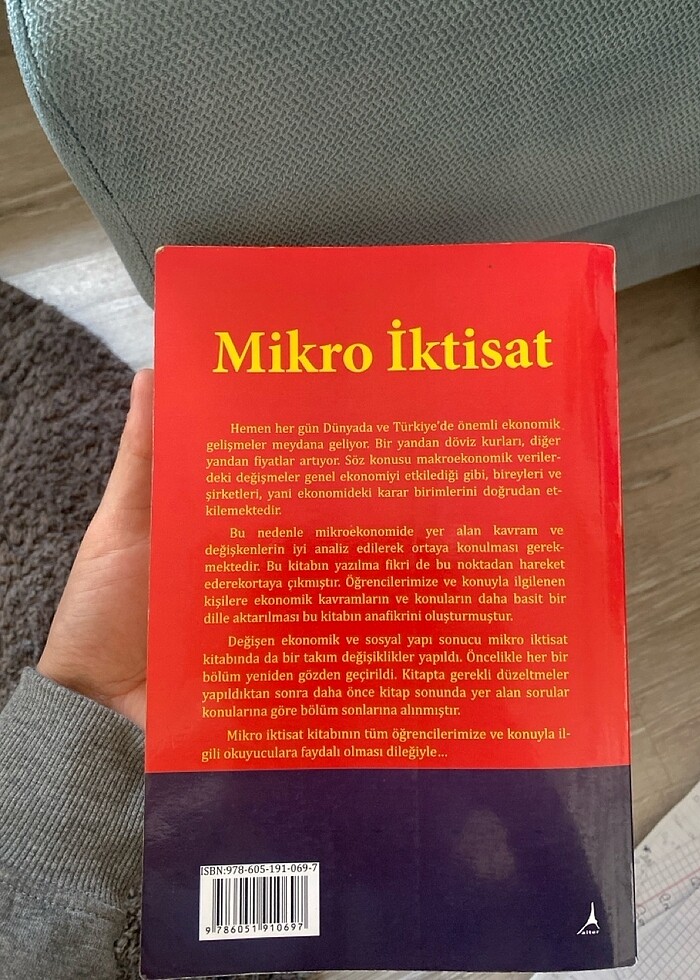 Mikro İktisat
Hemen her gün Dünyada ve Türkiye'de önemli ekonomik
gelişmeler meydana geliyor. Bir yandan döviz kurları, diğer
yandan fiyatlar artıyor. Söz konusu makroekonomik veriler-
deki değişmeler genel ekonomiyi etkilediği gibi, bireyleri ve
şirketleri, yani ekonomideki karar birimlerini doğrudan et-
kilemektedir.
Bu nedenle mikroekonomide yer alan kavram ve
değişkenlerin iyi analiz edilerek ortaya konulması gerek-
mektedir. Bu kitabın yazılma fikri de bu noktadan hareket
ederekortaya çıkmıştır. Öğrencilerimize ve konuyla ilgilenen
kişilere ekonomik kavramların ve konuların daha basit bir
dille aktarılması bu kitabın anafikrini oluşturmuştur.
Değişen ekonomik ve sosyal yapı sonucu mikro iktisat
kitabında da bir takım değişiklikler yapıldı. Öncelikle her bir
bölüm yeniden gözden geçirildi. Kitapta gerekli düzeltmeler
yapıldıktan sonra daha önce kitap sonunda yer alan sorular
konularına göre bölüm sonlarına alınmıştır.
Mikro iktisat kitabının tüm öğrencilerimize ve konuyla il-
gili okuyuculara faydalı olması dileğiyle...
ISBN:978-605-191-069-7
9 786051 910697
alter